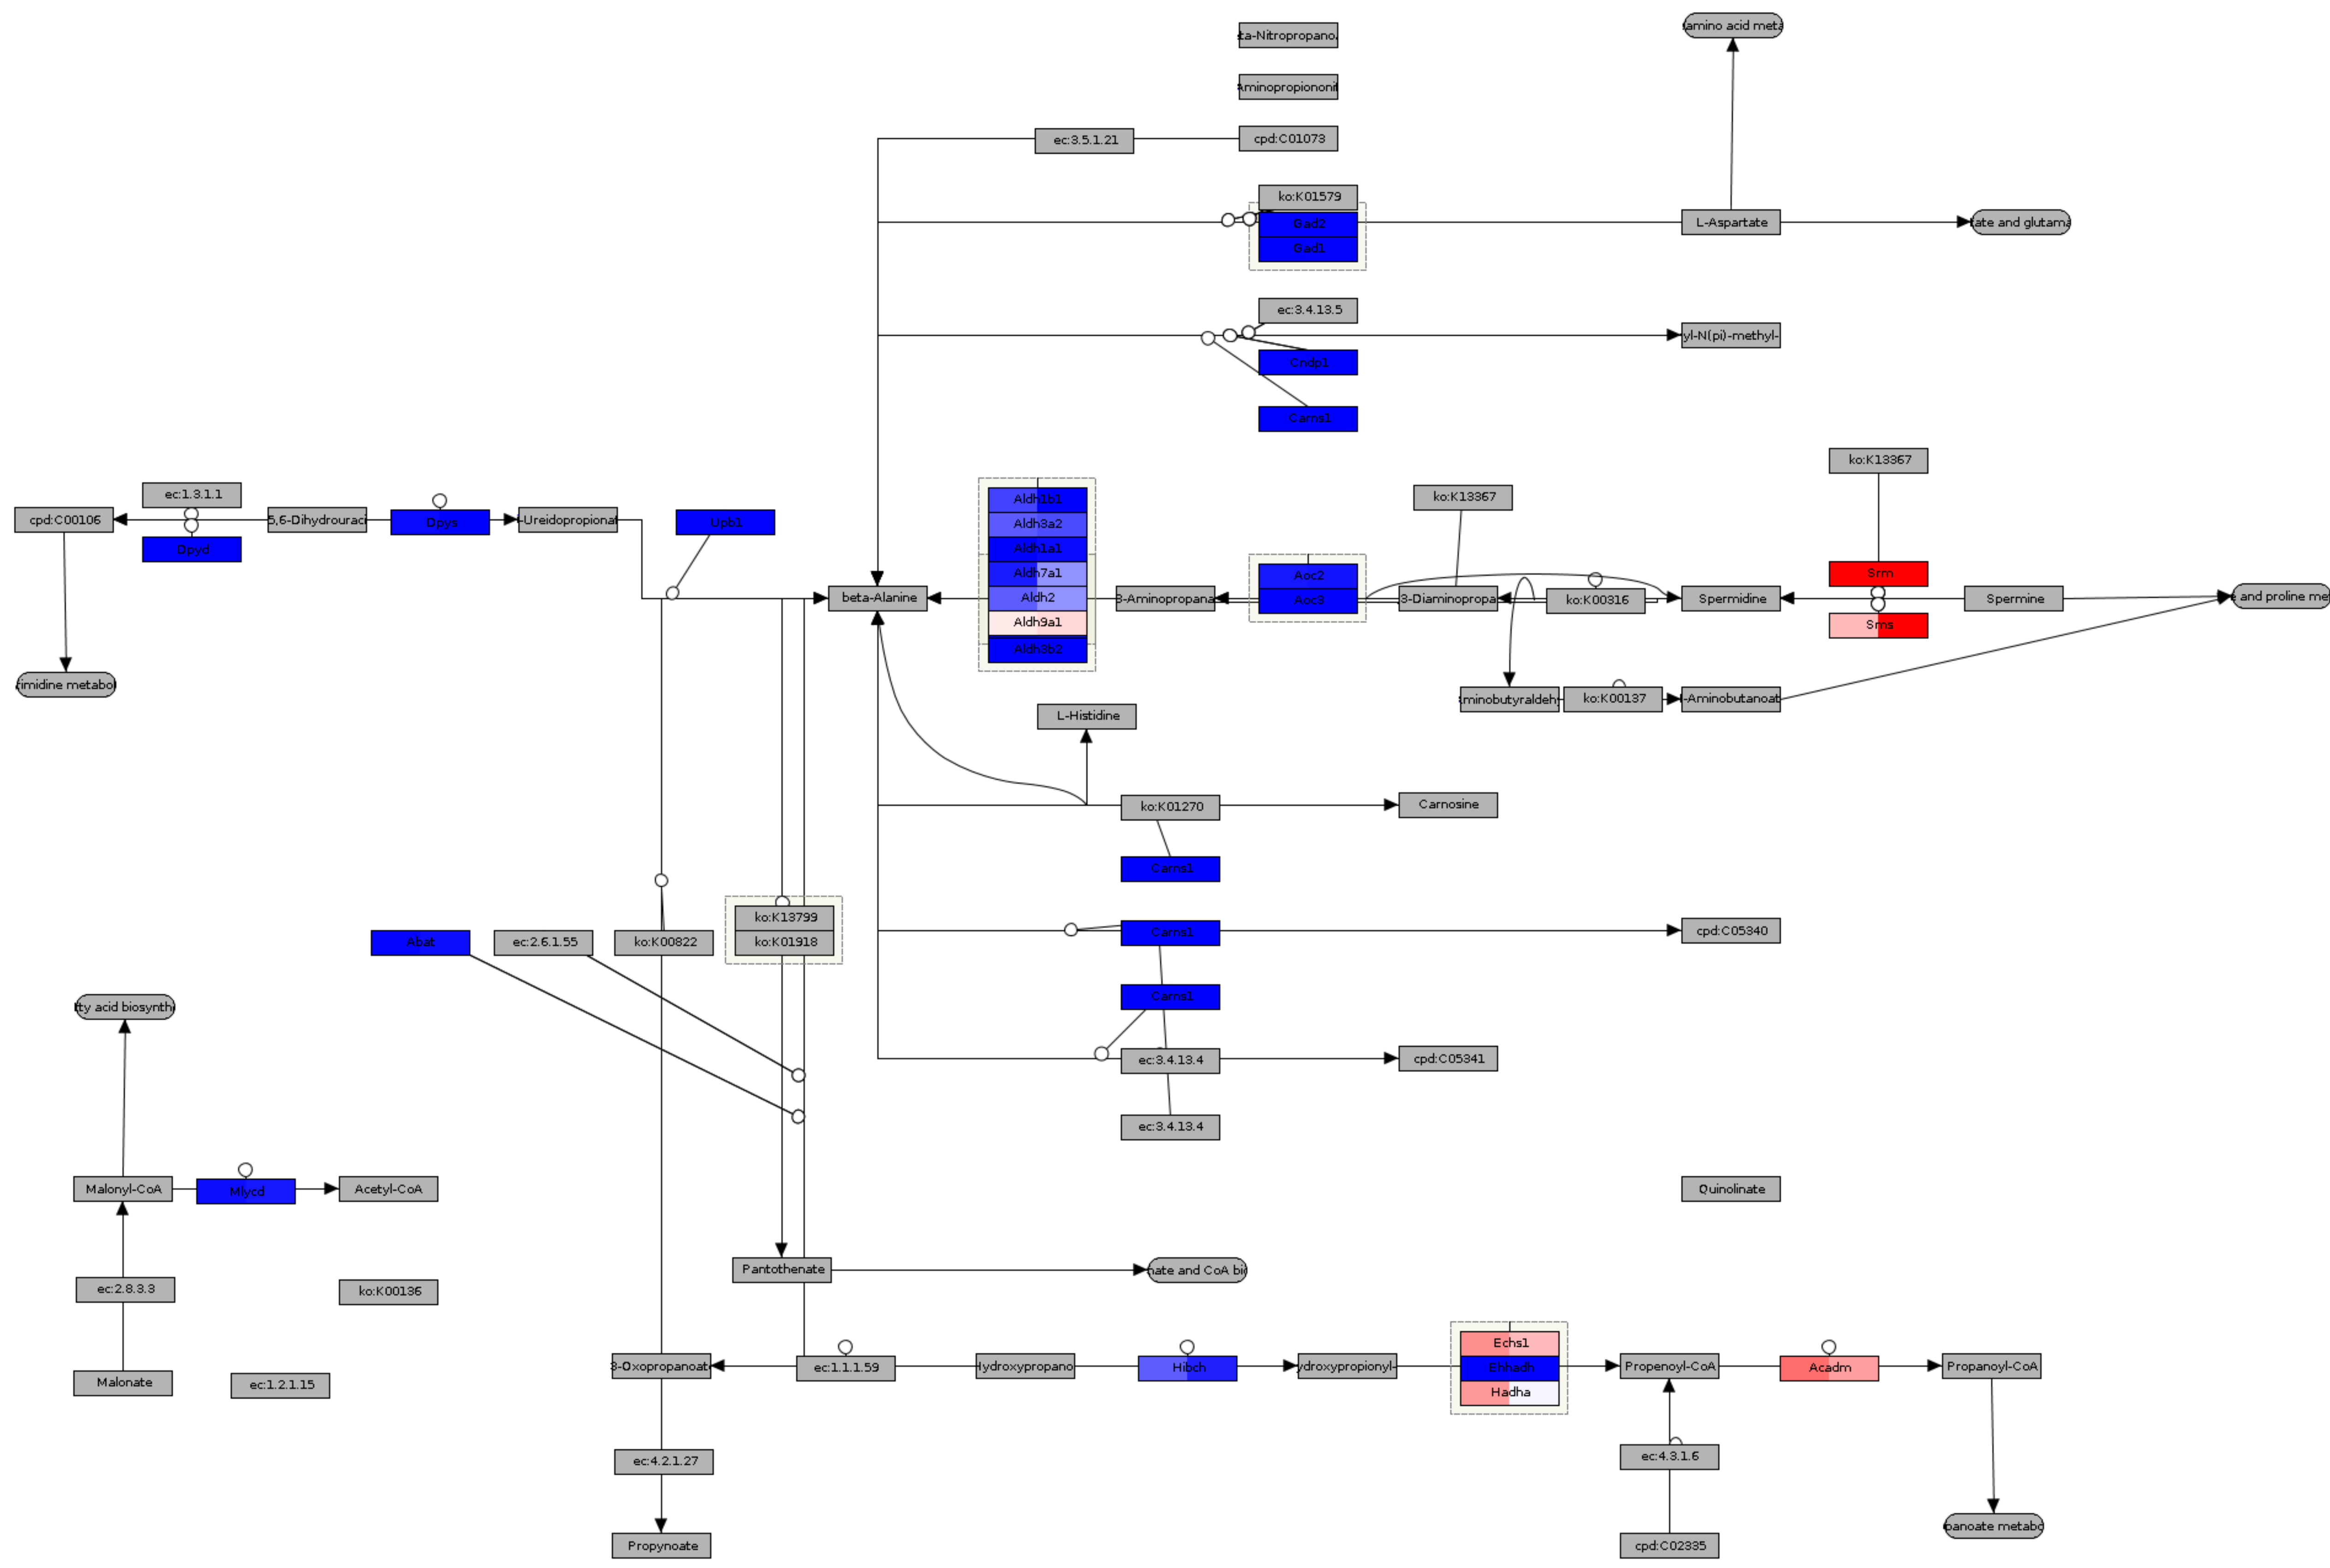 ta-Nitropropano
amino acid meta
Aminopropiononi
ec:3.5.1.21
cpd:C01073
ko:K01579
Gad2
Gad1
L-Aspartate
ate and glutama
ec:3.4.13.5
yl-N(pi)-methyl-
Cndp1
Carns1
ko:K13367
ec:1.3.1.1
ko:K13367
Aldh1b1
cpd:C00106
5,6-Dihydrouraci
Dpys
-Ureidopropionat
Upb1
Aldh3a2
Dpyd
Aldh1a1
Aldh7a1
Aoc2
Srm
beta-Alanine
Aldh2
3-Aminopropana
Aoc3
3-Diaminopropa
ko:K00316
Spermidine
Spermine
e and proline met
Aldh9a1
Sms
Aldh3b2
rimidine metabol
minobutyraldehy
ko:K00137
-Aminobutanoat
L-Histidine
ko:K01270
Carnosine
Carns1
ko:K13799
Abat
ec:2.6.1.55
ko:K00822
ko:K01918
Carns1
cpd:C05340
Carns1
tty acid biosynthe
ec:3.4.13.4
cpd:C05341
ec:3.4.13.4
Malonyl-CoA
Mlycd
Acetyl-CoA
Quinolinate
Pantothenate
nate and CoA bi
ec:2.8.3.3
ko:K00136
Echs1
3-Oxopropanoate
ec:1.1.1.59
Hydroxypropano
Hibch
ydroxypropionyl-
Ehhadh
Propenoyl-CoA
Acadm
Propanoyl-CoA
Hadha
Malonate
ec:1.2.1.15
ec:4.2.1.27
ec:4.3.1.6
panoate metabo
Propynoate
cpd:C02335